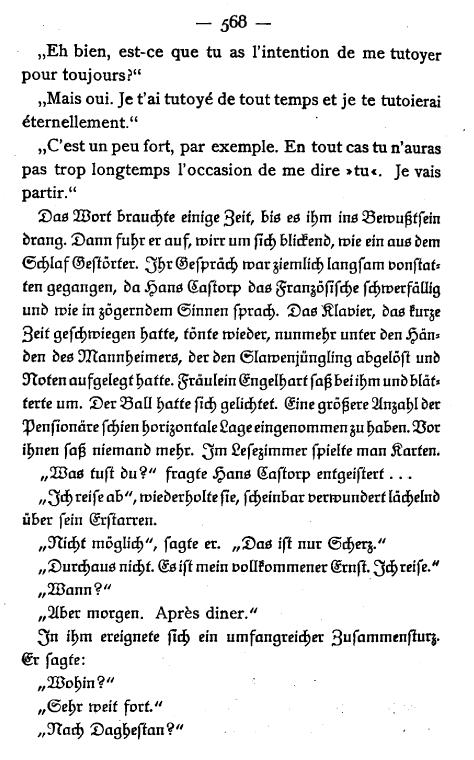 — 568 —
„Eh bien, est-ce que tu as l'intention de me tutoyer
pour toujours?“
„Mais oui. Je t'ai tutoyé de tout temps et je te tutoierai
éternellement.“
„C'est un peu fort, par exemple. En tout cas tu n'auras
pas trop longtemps l'occasion de me dire »tu«. Je vais
partir.“
Das Wort brauchte einige Zeit, bis es ihm ins Bewußtsein
drang. Dann fuhr er auf, wirr um sich blickend, wie ein aus dem
Schlaf Gestörter. Ihr Gespräch war ziemlich langsam vonstat-
ten gegangen, da Hans Castorp das Französische schwerfällig
und wie in zögerndem Sinnen sprach. Das Klavier, das kurze
Zeit geschwiegen hatte, tönte wieder, nunmehr unter den Hän-
den des Mannheimers, der den Slawenjüngling abgelöst und
Noten aufgelegt hatte. Fräulein Engelhart saß bei ihm und blät-
terte um. Der Ball hatte sich gelichtet. Eine größere Anzahl der
Pensionäre schien horizontale Lage eingenommen zu haben. Vor
ihnen saß niemand mehr. Im Lesezimmer spielte man Karten.
„Was tust du?“ fragte Hans Castorp entgeistert . . .
„Ich reise ab“, wiederholte sie, scheinbar verwundert lächelnd
über sein Erstarren.
„Nicht möglich“, sagte er. „Das ist nur Scherz.“
„Durchaus nicht. Es ist mein vollkommener Ernst. Ich reise.“
„Wann?“
„Aber morgen. Après diner.“
In ihm ereignete sich ein umfangreicher Zusammensturz.
Er sagte:
„Wohin?“
„Sehr weit fort.“
„Nach Daghestan?“